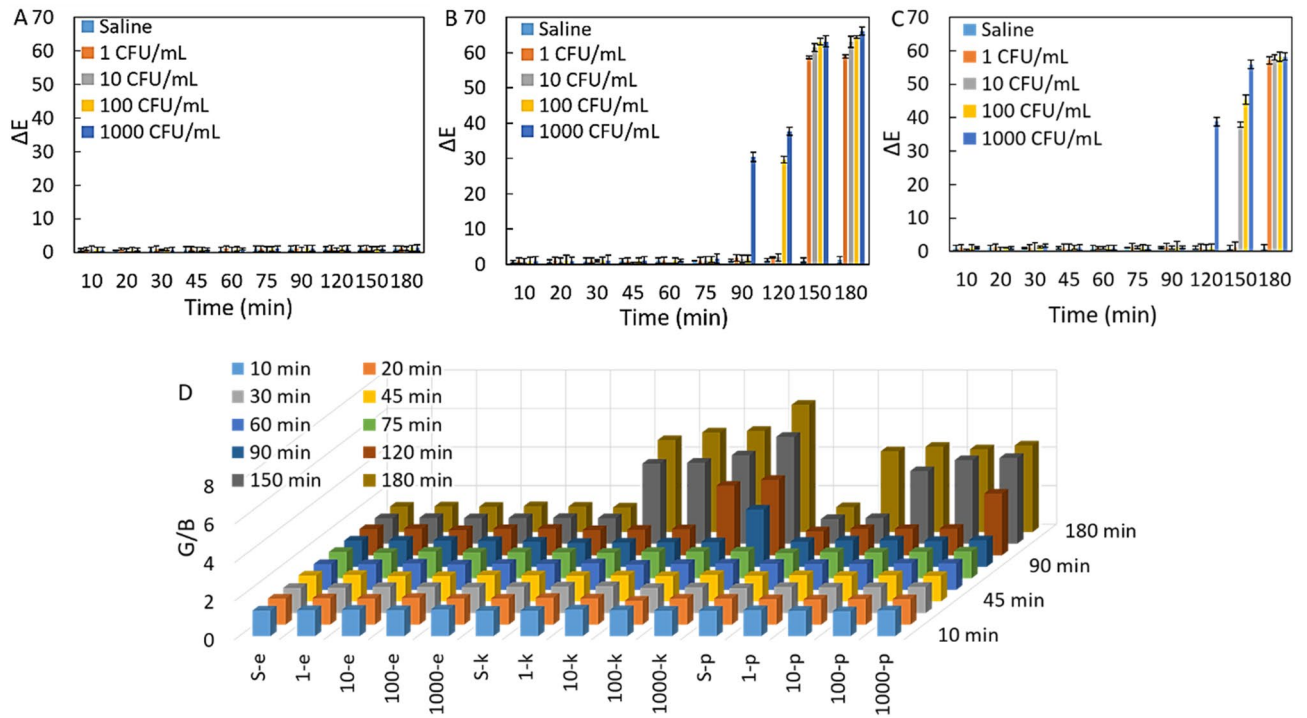 A
70
60
50
40
30
20
10
0
ΔE
Saline
1 CFU/mL
10 CFU/mL
100 CFU/mL
1000 CFU/mL
10 20 30 45 60 75 90 120 150 180
Time (min)
B
70
60
50
40
30
20
10
0
ΔE
Saline
1 CFU/mL
10 CFU/mL
100 CFU/mL
1000 CFU/mL
10 20 30 45 60 75 90 120 150 180
Time (min)
C
70
60
50
40
30
20
10
0
ΔE
Saline
1 CFU/mL
10 CFU/mL
100 CFU/mL
1000 CFU/mL
10 20 30 45 60 75 90 120 150 180
Time (min)
D
10 min 20 min
30 min 45 min
60 min 75 min
90 min 120 min
150 min 180 min
8
6
4
2
0
G/B
S-e 1-e 10-e 100-e 1000-e S-k 1-k 10-k 100-k 1000-k S-p 1-p 10-p 100-p 1000-p
180 min
90 min
45 min
10 min